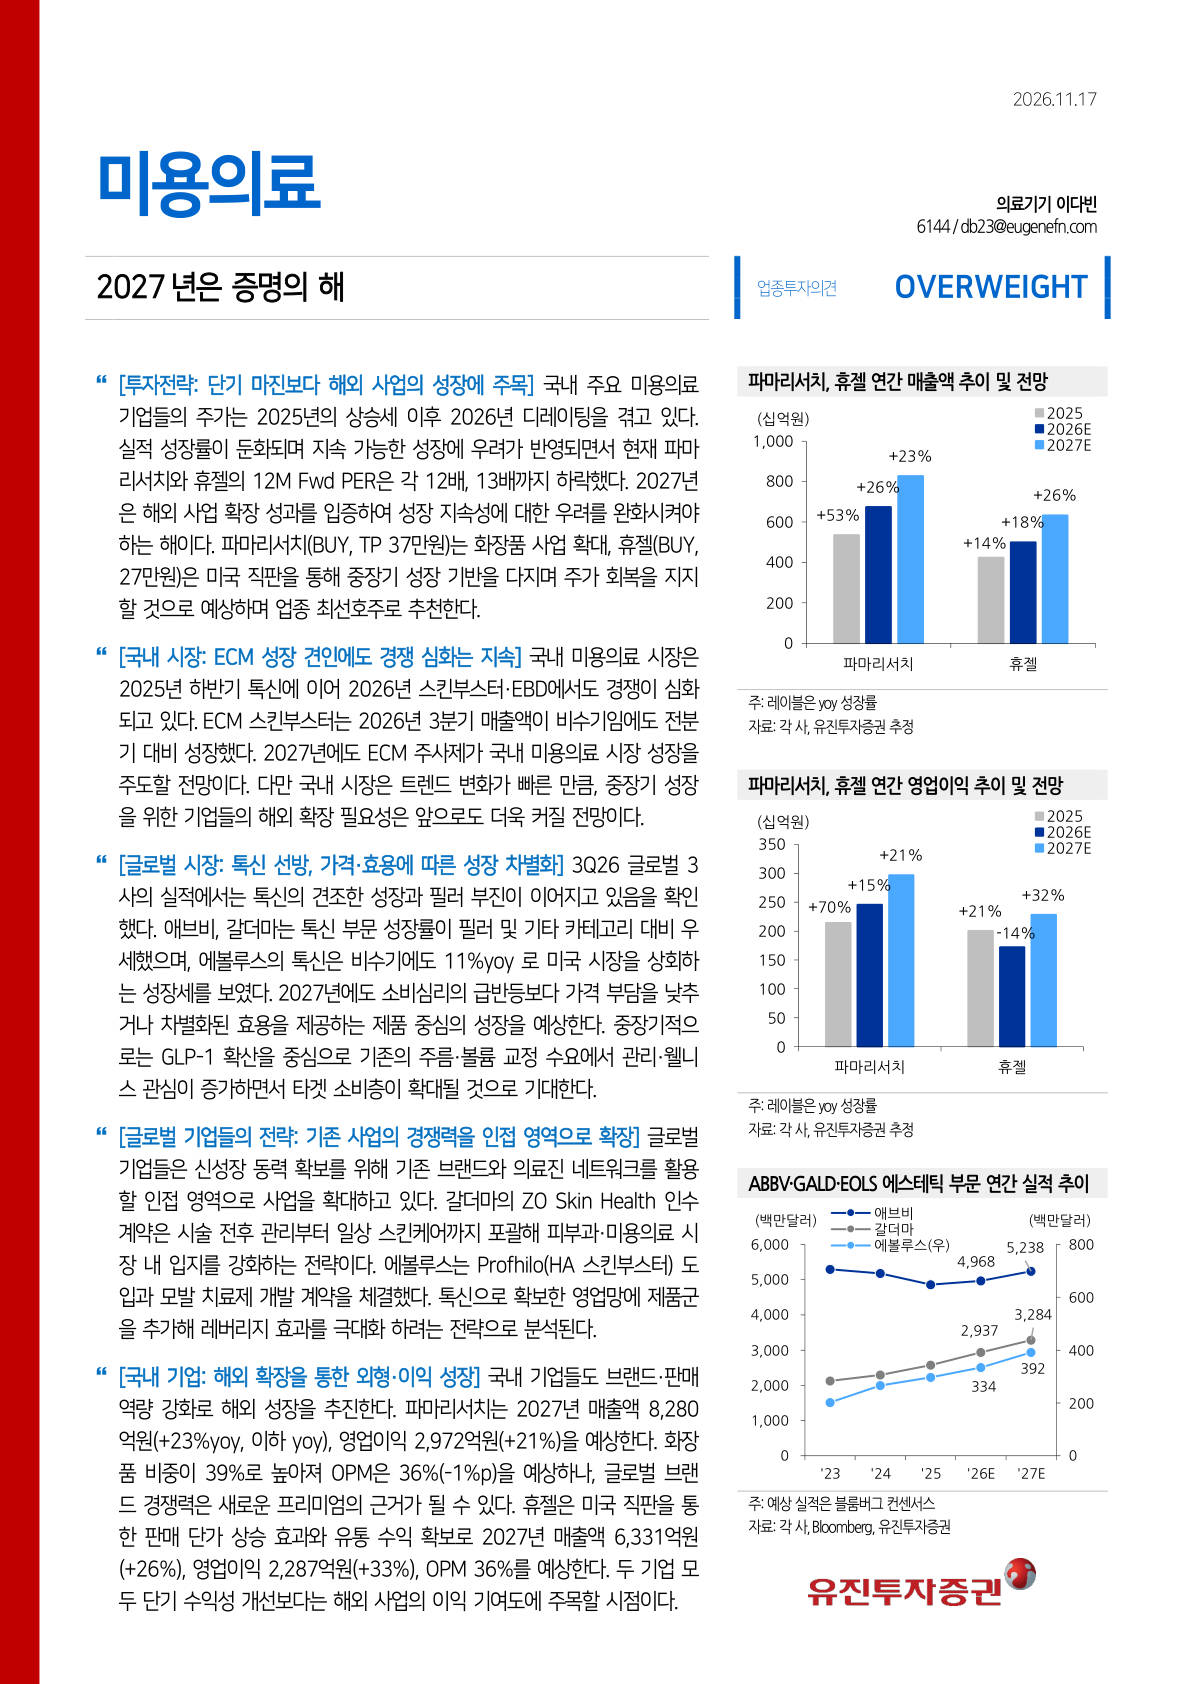 2026.11.17
미용의료
의료기기 이다빈
6144 / db23@eugenefn.com
2027년은 증명의 해
업종투자의견 OVERWEIGHT
“ [투자전략: 단기 마진보다 해외 사업의 성장에 주목] 국내 주요 미용의료
기업들의 주가는 2025년의 상승세 이후 2026년 디레이팅을 겪고 있다.
실적 성장률이 둔화되며 지속 가능한 성장에 우려가 반영되면서 현재 파마
리서치와 휴젤의 12M Fwd PER은 각 12배, 13배까지 하락했다. 2027년
은 해외 사업 확장 성과를 입증하여 성장 지속성에 대한 우려를 완화시켜야
하는 해이다. 파마리서치(BUY, TP 37만원)는 화장품 사업 확대, 휴젤(BUY,
27만원)은 미국 직판을 통해 중장기 성장 기반을 다지며 주가 회복을 지지
할 것으로 예상하며 업종 최선호주로 추천한다.
“ [국내 시장: ECM 성장 견인에도 경쟁 심화는 지속] 국내 미용의료 시장은
2025년 하반기 톡신에 이어 2026년 스킨부스터·EBD에서도 경쟁이 심화
되고 있다. ECM 스킨부스터는 2026년 3분기 매출액이 비수기임에도 전분
기 대비 성장했다. 2027년에도 ECM 주사제가 국내 미용의료 시장 성장을
주도할 전망이다. 다만 국내 시장은 트렌드 변화가 빠른 만큼, 중장기 성장
을 위한 기업들의 해외 확장 필요성은 앞으로도 더욱 커질 전망이다.
“ [글로벌 시장: 톡신 선방, 가격·효용에 따른 성장 차별화] 3Q26 글로벌 3
사의 실적에서는 톡신의 견조한 성장과 필러 부진이 이어지고 있음을 확인
했다. 애브비, 갈더마는 톡신 부문 성장률이 필러 및 기타 카테고리 대비 우
세했으며, 에볼루스의 톡신은 비수기에도 11%yoy 로 미국 시장을 상회하
는 성장세를 보였다. 2027년에도 소비심리의 급반등보다 가격 부담을 낮추
거나 차별화된 효용을 제공하는 제품 중심의 성장을 예상한다. 중장기적으
로는 GLP-1 확산을 중심으로 기존의 주름·볼륨 교정 수요에서 관리·웰니
스 관심이 증가하면서 타겟 소비층이 확대될 것으로 기대한다.
“ [글로벌 기업들의 전략: 기존 사업의 경쟁력을 인접 영역으로 확장] 글로벌
기업들은 신성장 동력 확보를 위해 기존 브랜드와 의료진 네트워크를 활용
할 인접 영역으로 사업을 확대하고 있다. 갈더마의 ZO Skin Health 인수
계약은 시술 전후 관리부터 일상 스킨케어까지 포괄해 피부과·미용의료 시
장 내 입지를 강화하는 전략이다. 에볼루스는 Profhilo(HA 스킨부스터) 도
입과 모발 치료제 개발 계약을 체결했다. 톡신으로 확보한 영업망에 제품군
을 추가해 레버리지 효과를 극대화 하려는 전략으로 분석된다.
“ [국내 기업: 해외 확장을 통한 외형·이익 성장] 국내 기업들도 브랜드·판매
역량 강화로 해외 성장을 추진한다. 파마리서치는 2027년 매출액 8,280
억원(+23%yoy, 이하 yoy), 영업이익 2,972억원(+21%)을 예상한다. 화장
품 비중이 39%로 높아져 OPM은 36%(-1%p)을 예상하나, 글로벌 브랜
드 경쟁력은 새로운 프리미엄의 근거가 될 수 있다. 휴젤은 미국 직판을 통
한 판매 단가 상승 효과와 유통 수익 확보로 2027년 매출액 6,331억원
(+26%), 영업이익 2,287억원(+33%), OPM 36%를 예상한다. 두 기업 모
두 단기 수익성 개선보다는 해외 사업의 이익 기여도에 주목할 시점이다.
파마리서치, 휴젤 연간 매출액 추이 및 전망
(십억원)
2025
2026E
2027E
1,000
800
600
400
200
0
+53%
+26%
+23%
+14%
+18%
+26%
파마리서치 휴젤
주: 레이블은 yoy 성장률
자료: 각 사, 유진투자증권 추정
파마리서치, 휴젤 연간 영업이익 추이 및 전망
(십억원)
2025
2026E
2027E
350
300
250
200
150
100
50
0
+70%
+15%
+21%
+21%
-14%
+32%
파마리서치 휴젤
주: 레이블은 yoy 성장률
자료: 각 사, 유진투자증권 추정
ABBV·GALD·EOLS 에스테틱 부문 연간 실적 추이
(백만달러) (백만달러)
애브비
갈더마
에볼루스(우)
6,000
5,000
4,000
3,000
2,000
1,000
0
800
600
400
200
0
4,968
5,238
2,937
3,284
334
392
'23 '24 '25 '26E '27E
주: 예상 실적은 블룸버그 컨센서스
자료: 각 사, Bloomberg, 유진투자증권
유진투자증권